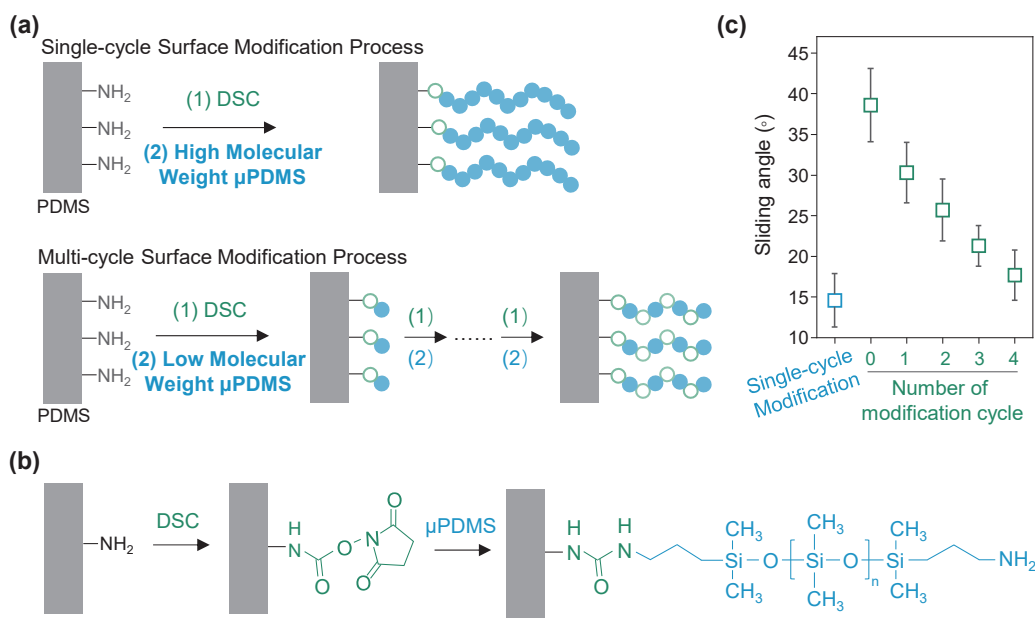 (a)
Single-cycle Surface Modification Process
NH2
NH2
NH2
PDMS
(1) DSC
(2) High Molecular
Weight μPDMS
Multi-cycle Surface Modification Process
NH2
NH2
NH2
PDMS
(1) DSC
(2) Low Molecular
Weight μPDMS
(1) ...... (1)
(2) (2)
(b)
NH2
DSC
H
N
O
O
N
O
O
μPDMS
H
N
O
H
N
CH3
Si
CH3
O
CH3
Si
CH3
O
n
CH3
Si
CH3
NH2
(c)
Sliding angle (°)
45
40
35
30
25
20
15
10
Single-cycle
Modification
0 1 2 3 4
Number of
modification cycle